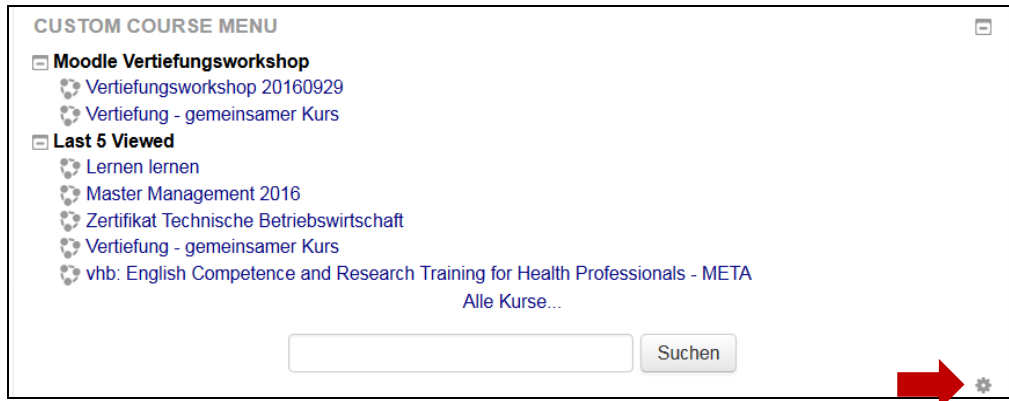 CUSTOM COURSE MENU
Moodle Vertiefungsworkshop
Vertiefungsworkshop 20160929
Vertiefung - gemeinsamer Kurs
Last 5 Viewed
Lernen lernen
Master Management 2016
Zertifikat Technische Betriebswirtschaft
Vertiefung - gemeinsamer Kurs
vhb: English Competence and Research Training for Health Professionals - META
Alle Kurse...
Suchen